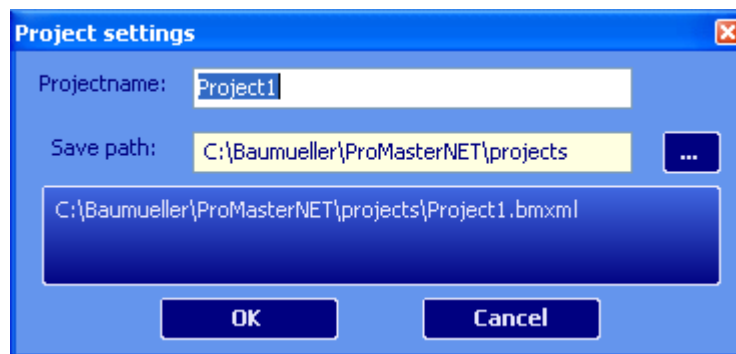 Project settings
Projectname: Project1
Save path: C:\Baumueller\ProMasterNET\projects ...
C:\Baumueller\ProMasterNET\projects\Project1.bmxml
OK Cancel